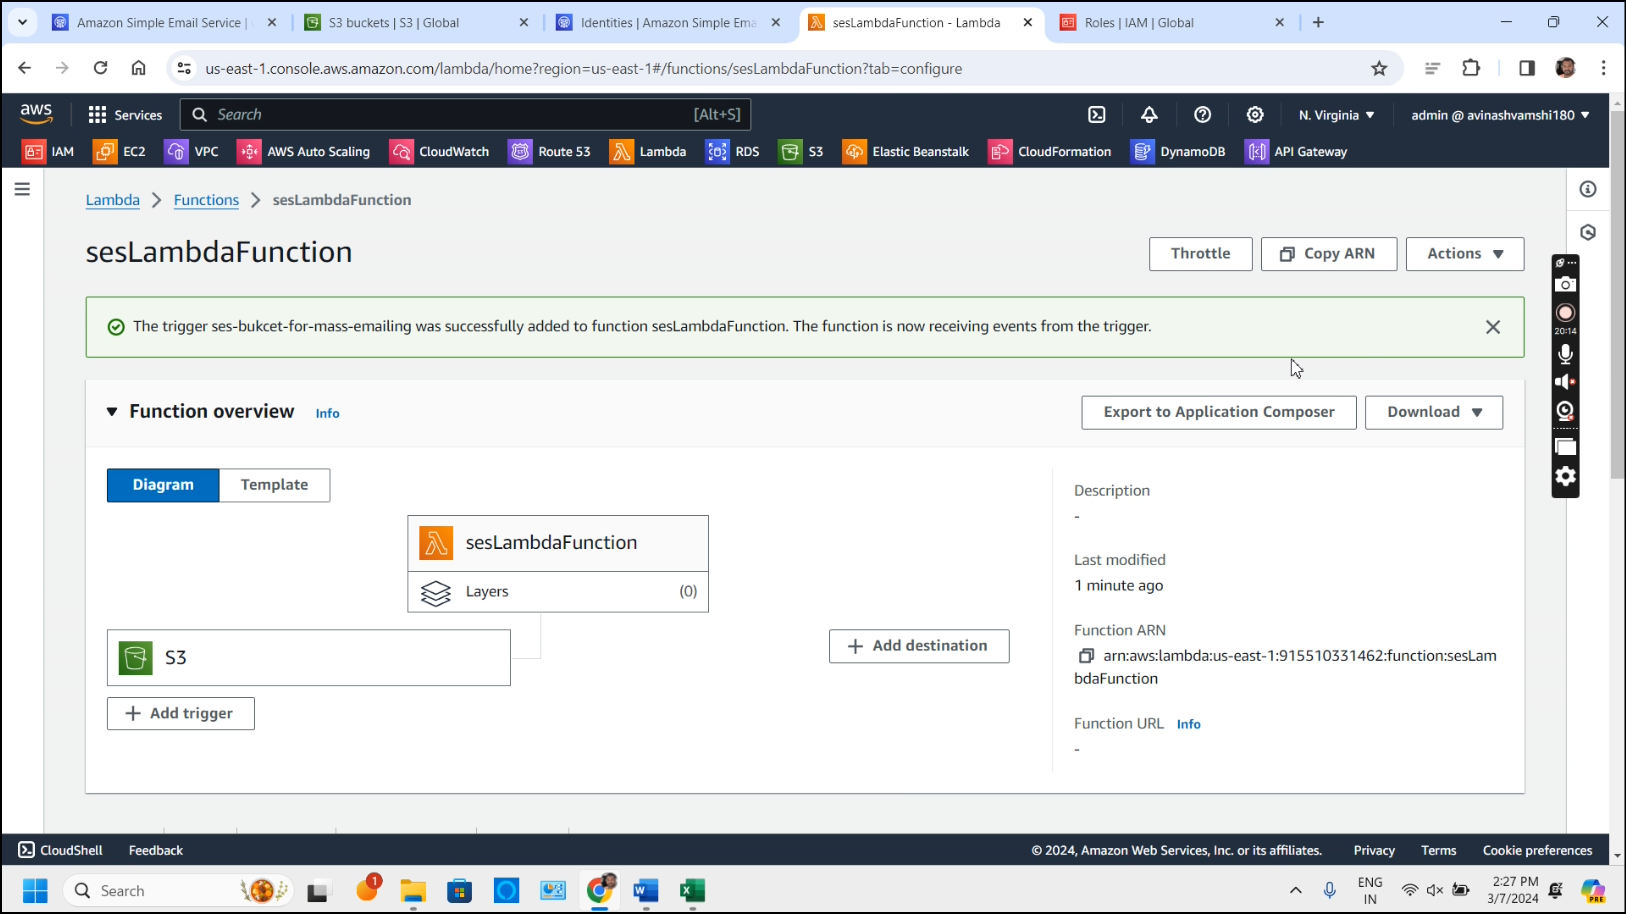 Amazon Simple Email Service |
S3 buckets | S3 | Global
Identities | Amazon Simple Ema
sesLambdaFunction - Lambda
Roles | IAM | Global
us-east-1.console.aws.amazon.com/lambda/home?region=us-east-1#/functions/sesLambdaFunction?tab=configure
aws
Services
Search
[Alt+S]
N. Virginia
admin @ avinashvamshi180
IAM
EC2
VPC
AWS Auto Scaling
CloudWatch
Route 53
Lambda
RDS
S3
Elastic Beanstalk
CloudFormation
DynamoDB
API Gateway
Lambda
Functions
sesLambdaFunction
sesLambdaFunction
Throttle
Copy ARN
Actions
20:14
The trigger ses-bukcet-for-mass-emailing was successfully added to function sesLambdaFunction. The function is now receiving events from the trigger.
Function overview
Info
Export to Application Composer
Download
Diagram
Template
sesLambdaFunction
Layers
(0)
S3
Add trigger
Add destination
Description
-
Last modified
1 minute ago
Function ARN
arn:aws:lambda:us-east-1:915510331462:function:sesLam
bdaFunction
Function URL
Info
-
CloudShell
Feedback
© 2024, Amazon Web Services, Inc. or its affiliates.
Privacy
Terms
Cookie preferences
Search
1
ENG
IN
2:27 PM
3/7/2024
PRE